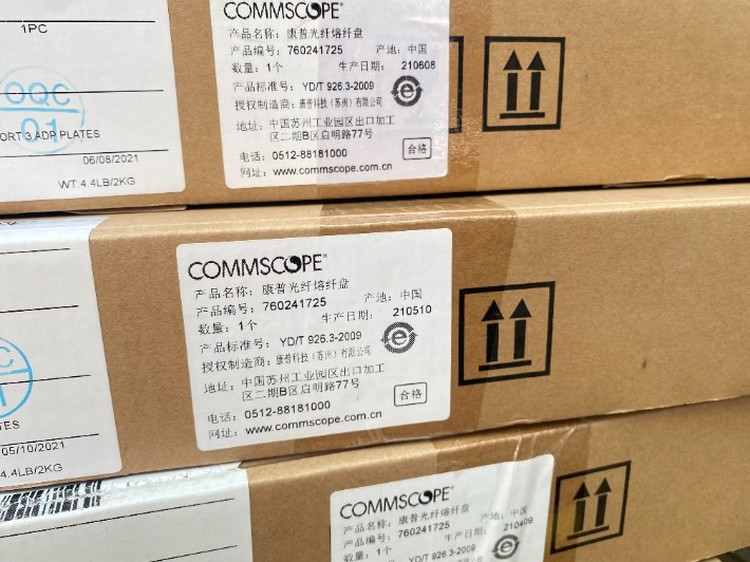 1PC
OQC
01
ORT 3 ADP PLATES
06/08/2021
WT:4.4LB/2KG
COMMSCOPE®
产品名称：康普光纤熔纤盘
产品编号：760241725 产地：中国
数量：1个 生产日期：210608
产品标准号：YD/T 926.3-2009
授权制造商：康普科技（苏州）有限公司
地址：中国苏州工业园区出口加工
区二期B区启明路77号
电话：0512-88181000
合格
网址：www.commscope.com.cn
C
1
TES
05/10/2021
4.4LB/2KG
COMMSCOPE®
产品名称：康普光纤熔纤盘
产品编号：760241725 产地：中国
数量：1个 生产日期：210510
产品标准号：YD/T 926.3-2009
授权制造商：康普科技（苏州）有限公司
地址：中国苏州工业园区出口加工
区二期B区启明路77号
合格
电话：0512-88181000
网址：www.commscope.com.cn
COMMSCOPE®
产品名称：康普光纤熔纤盘
产品编号：760241725 产地：中国
数量：1个 生产日期：210409
YD/T 926.3-2009